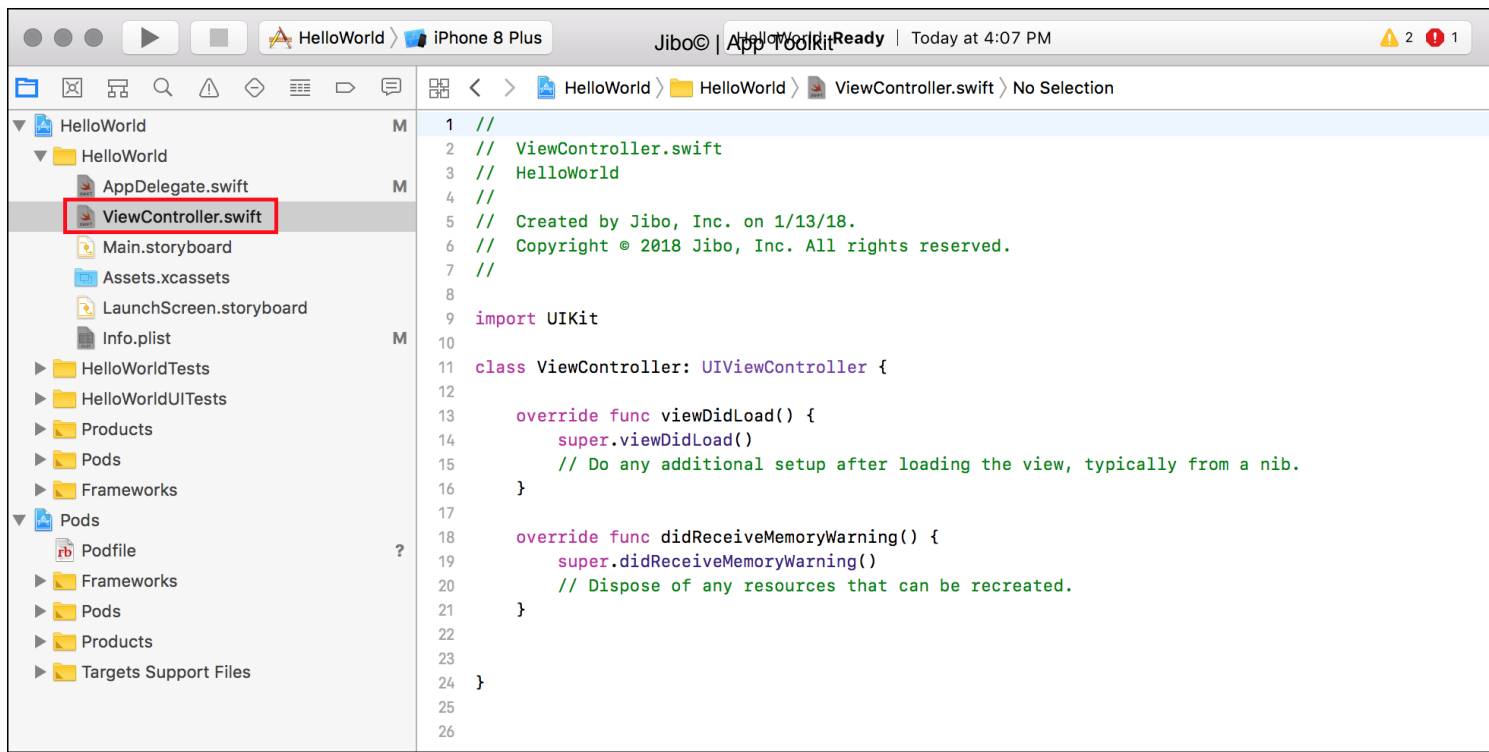 HelloWorld 〉 iPhone 8 Plus
Jibo© | App Toolkit
HelloWorld: Ready | Today at 4:07 PM
2 1
HelloWorld 〉 HelloWorld 〉 ViewController.swift 〉 No Selection
HelloWorld M
HelloWorld
AppDelegate.swift M
ViewController.swift
Main.storyboard
Assets.xcassets
LaunchScreen.storyboard
Info.plist M
HelloWorldTests
HelloWorldUITests
Products
Pods
Frameworks
Pods
rb Podfile ?
Frameworks
Pods
Products
Targets Support Files
1 //
2 //  ViewController.swift
3 //  HelloWorld
4 //
5 //  Created by Jibo, Inc. on 1/13/18.
6 //  Copyright © 2018 Jibo, Inc. All rights reserved.
7 //
8
9 import UIKit
10
11 class ViewController: UIViewController {
12
13     override func viewDidLoad() {
14         super.viewDidLoad()
15         // Do any additional setup after loading the view, typically from a nib.
16     }
17
18     override func didReceiveMemoryWarning() {
19         super.didReceiveMemoryWarning()
20         // Dispose of any resources that can be recreated.
21     }
22
23
24 }
25
26